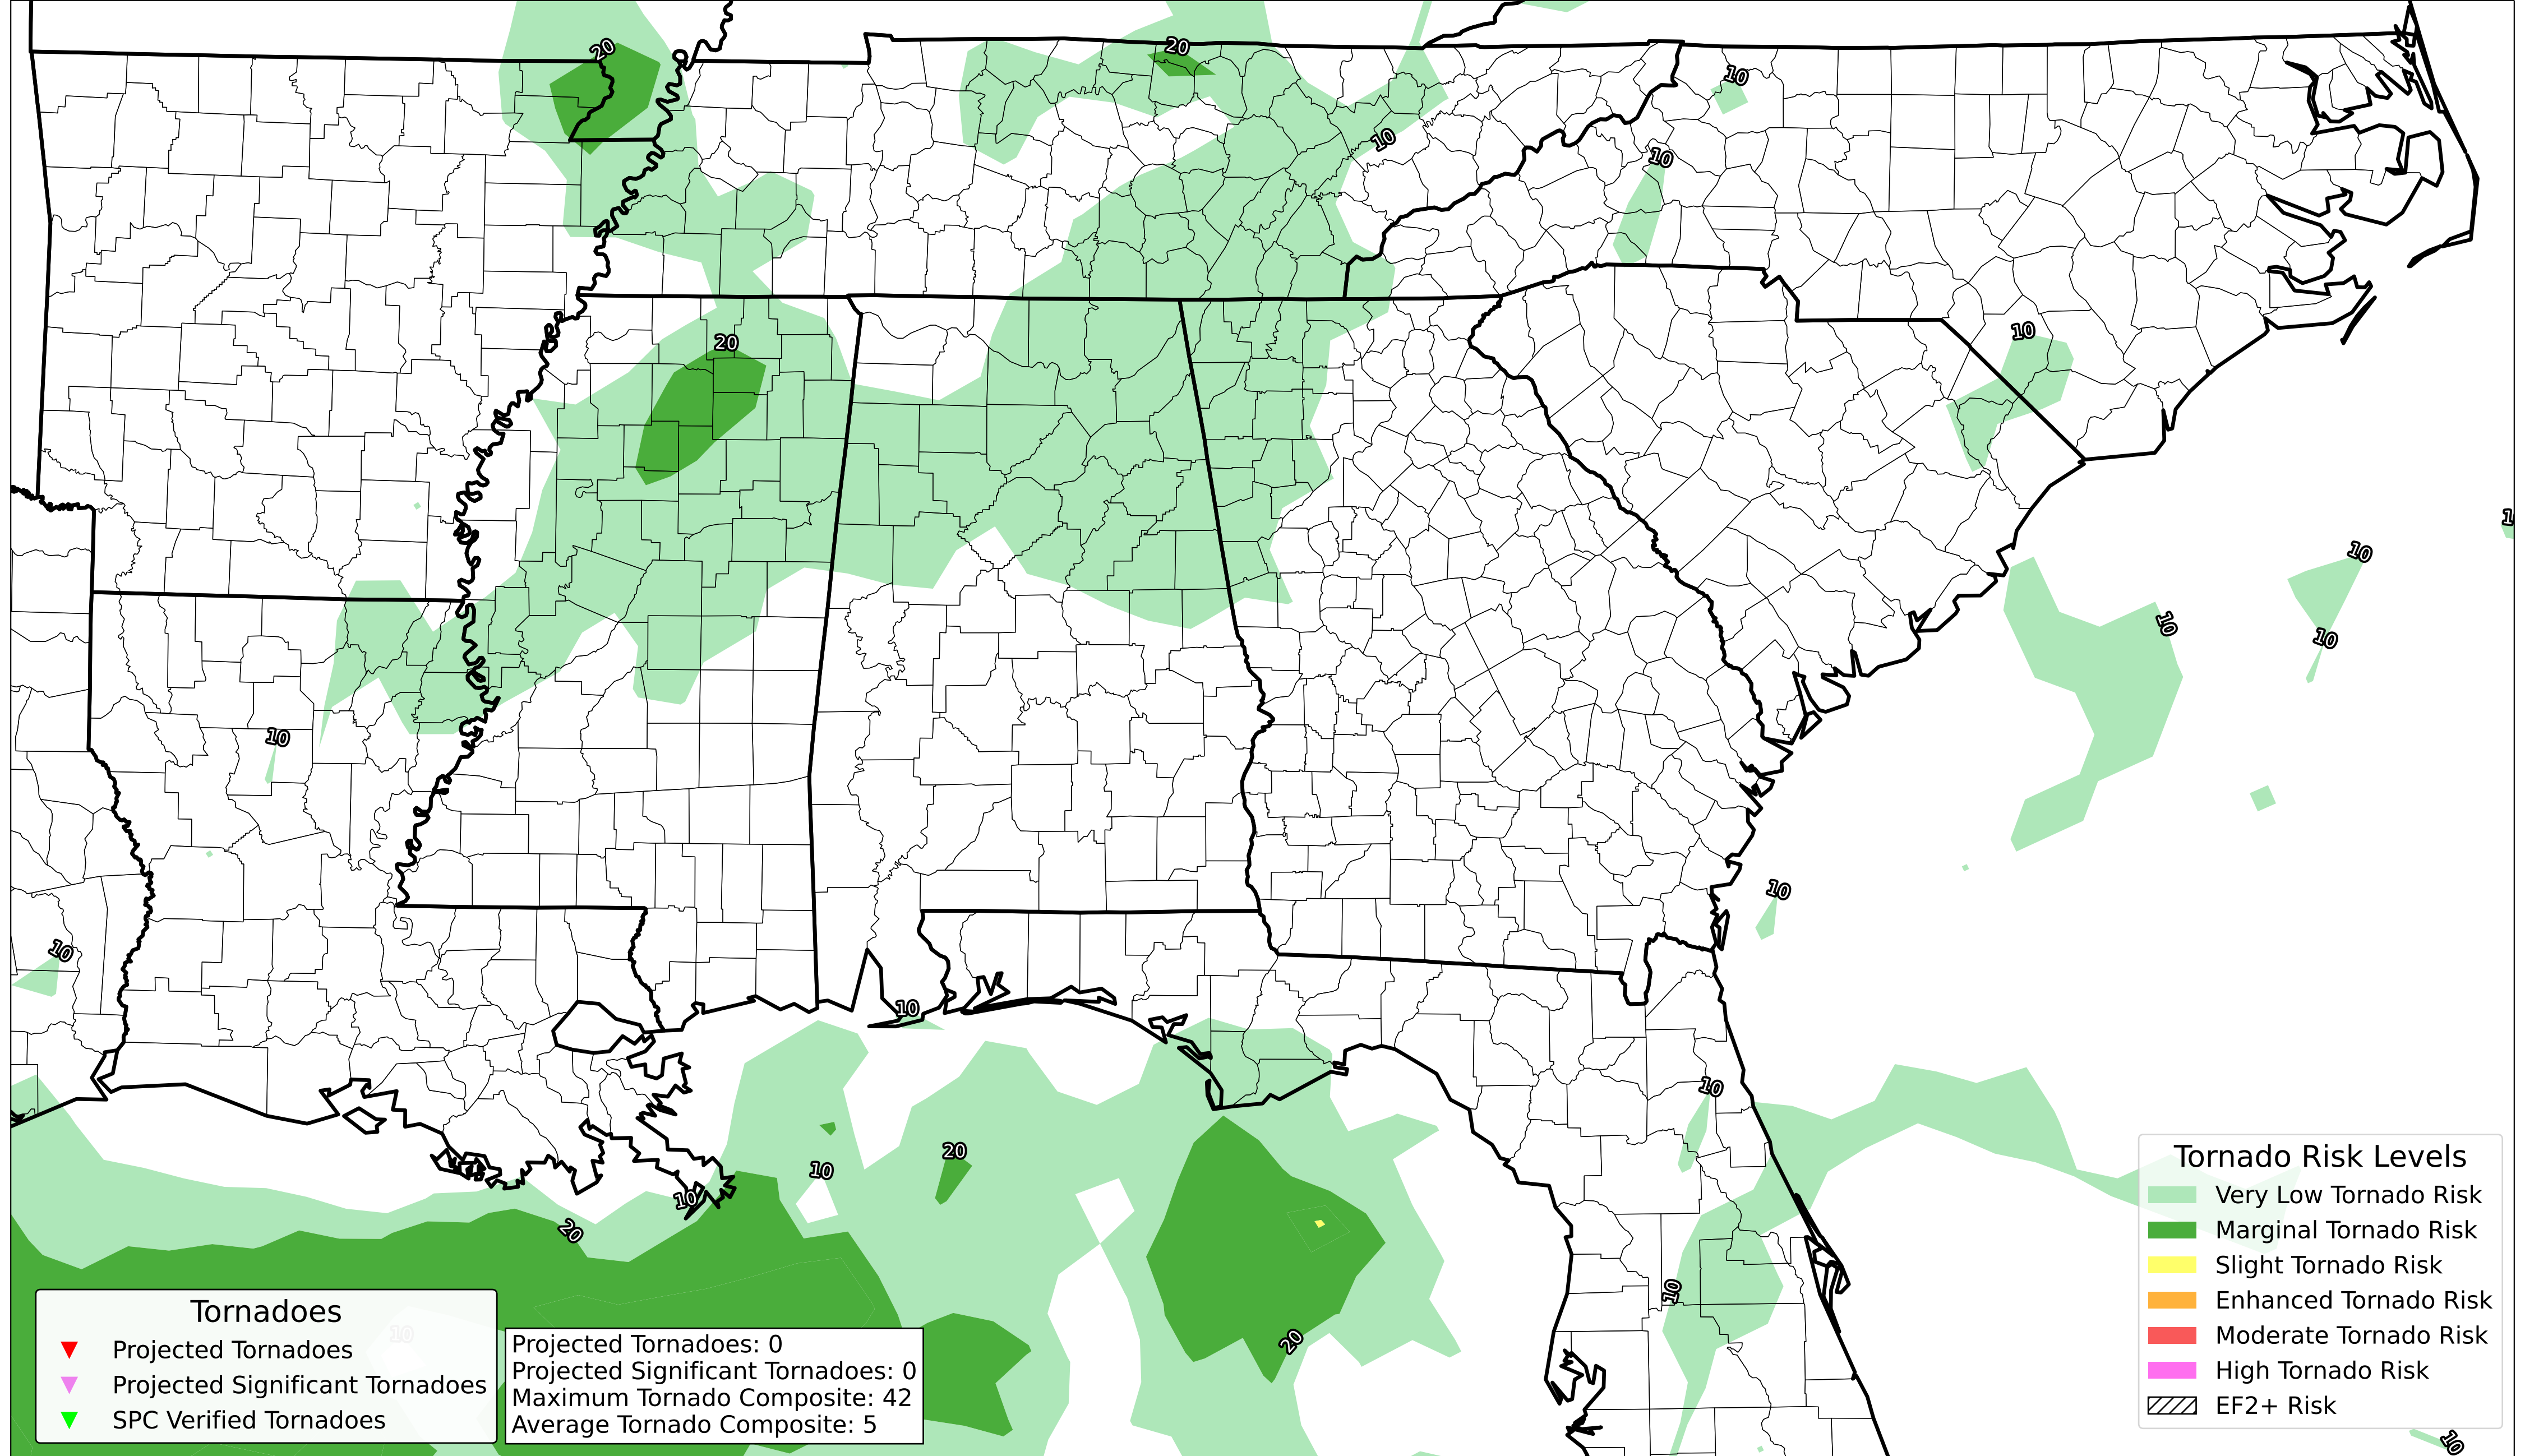 20
20
10
10
10
20
10
10
10
10
10
10
10
10
10
10
20
10
10
20
10
20
10
10
Tornado Risk Levels
Very Low Tornado Risk
Marginal Tornado Risk
Slight Tornado Risk
Enhanced Tornado Risk
Moderate Tornado Risk
High Tornado Risk
EF2+ Risk
Tornadoes
Projected Tornadoes
Projected Significant Tornadoes
SPC Verified Tornadoes
Projected Tornadoes: 0
Projected Significant Tornadoes: 0
Maximum Tornado Composite: 42
Average Tornado Composite: 5